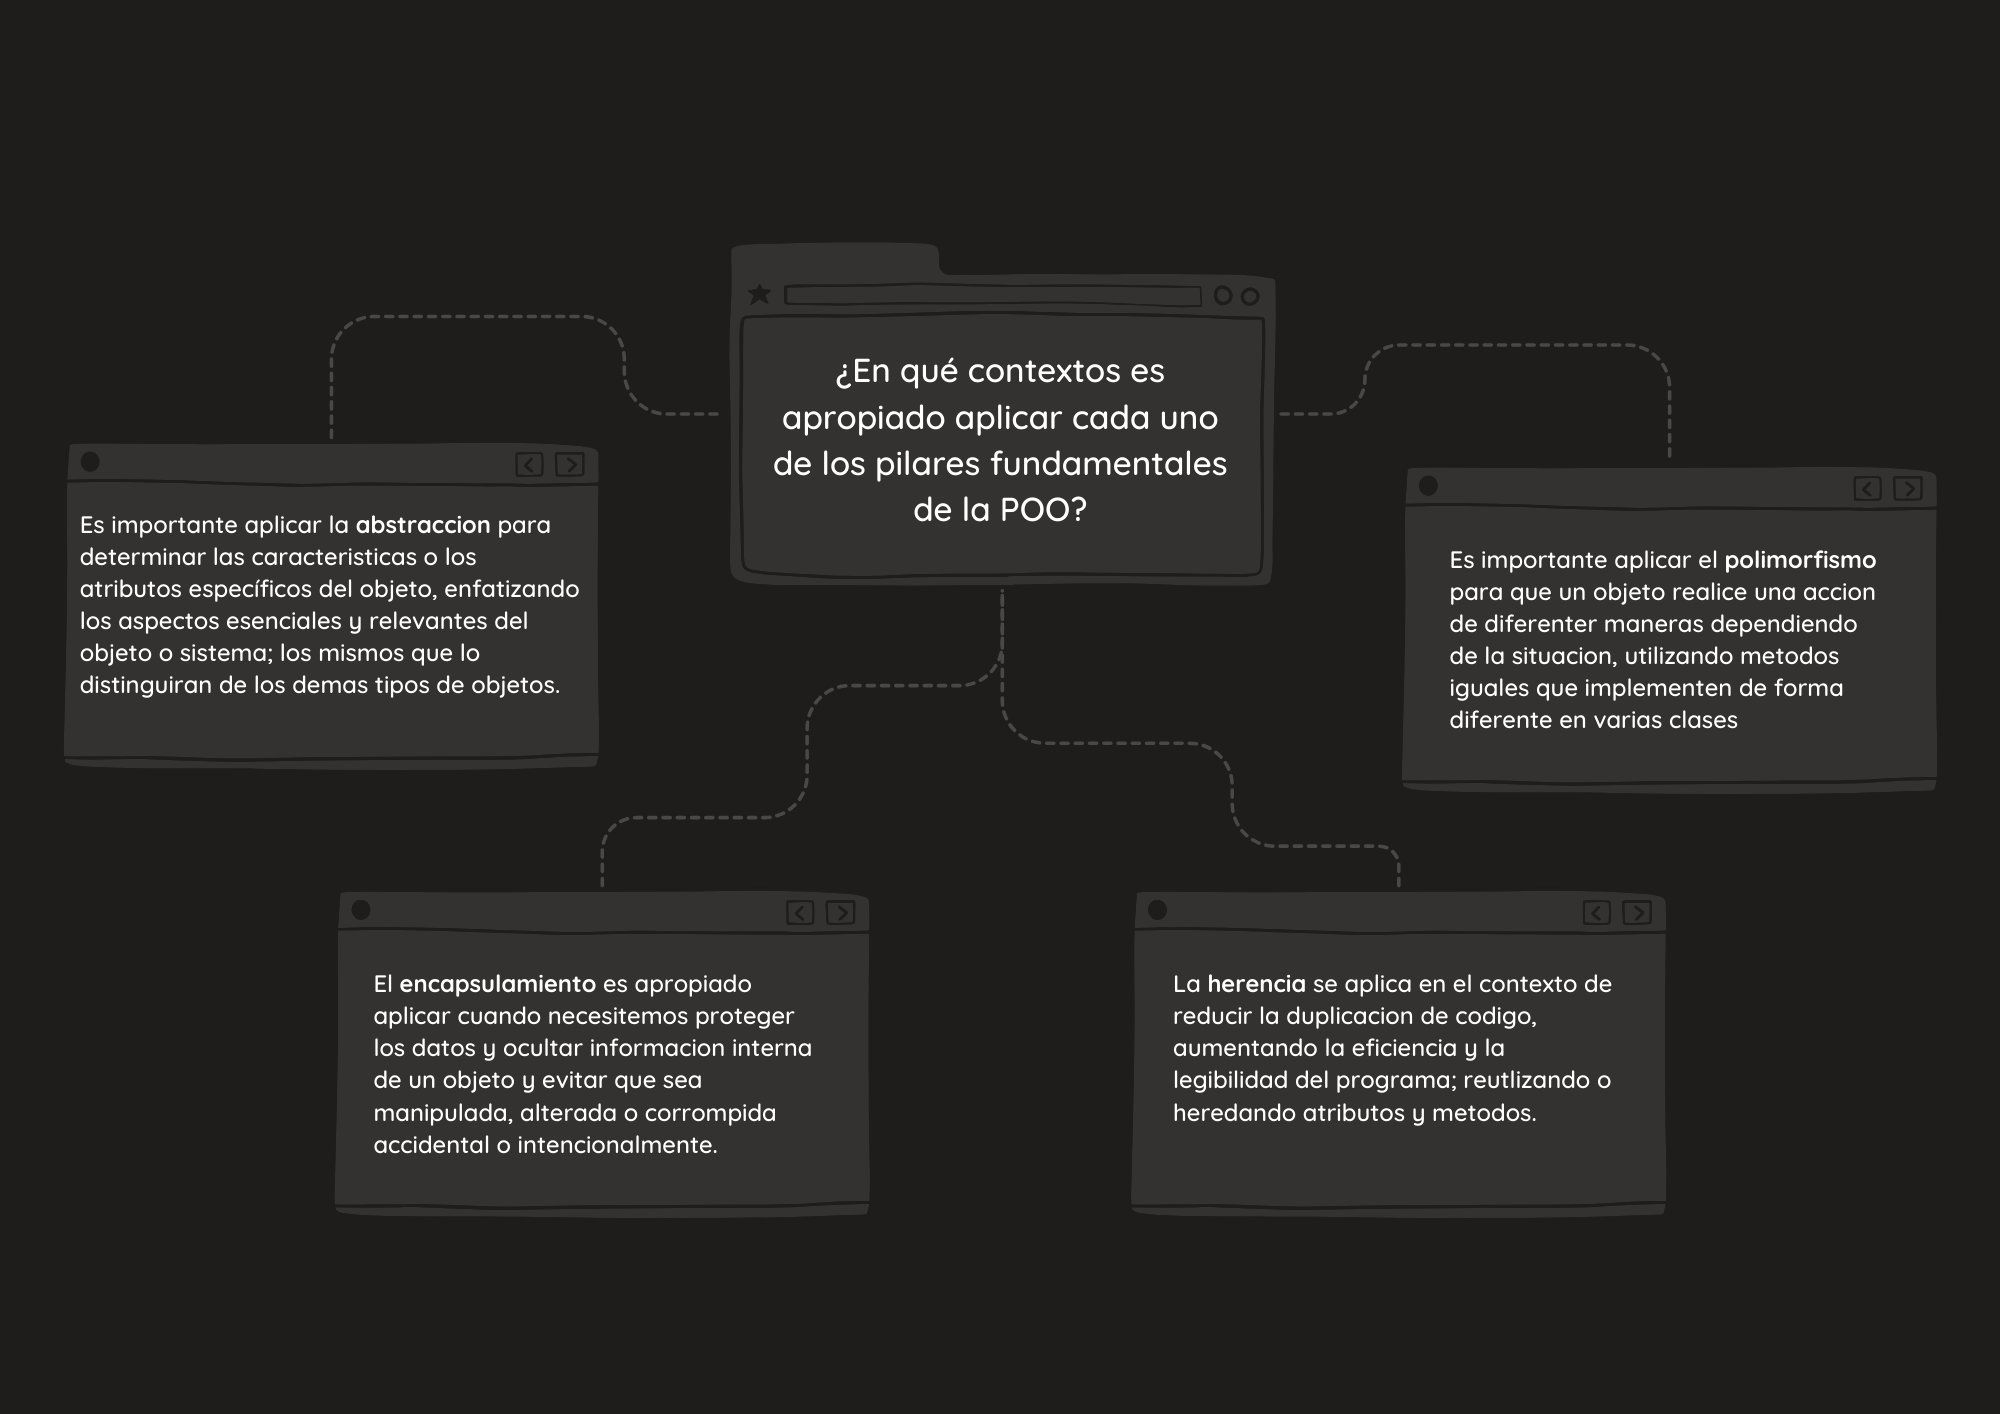 ¿En qué contextos es
apropiado aplicar cada uno
de los pilares fundamentales
de la POO?
Es importante aplicar la abstraccion para
determinar las caracteristicas o los
atributos específicos del objeto, enfatizando
los aspectos esenciales y relevantes del
objeto o sistema; los mismos que lo
distinguiran de los demas tipos de objetos.
Es importante aplicar el polimorfismo
para que un objeto realice una accion
de diferenter maneras dependiendo
de la situacion, utilizando metodos
iguales que implementen de forma
diferente en varias clases
El encapsulamiento es apropiado
aplicar cuando necesitemos proteger
los datos y ocultar informacion interna
de un objeto y evitar que sea
manipulada, alterada o corrompida
accidental o intencionalmente.
La herencia se aplica en el contexto de
reducir la duplicacion de codigo,
aumentando la eficiencia y la
legibilidad del programa; reutlizando o
heredando atributos y metodos.